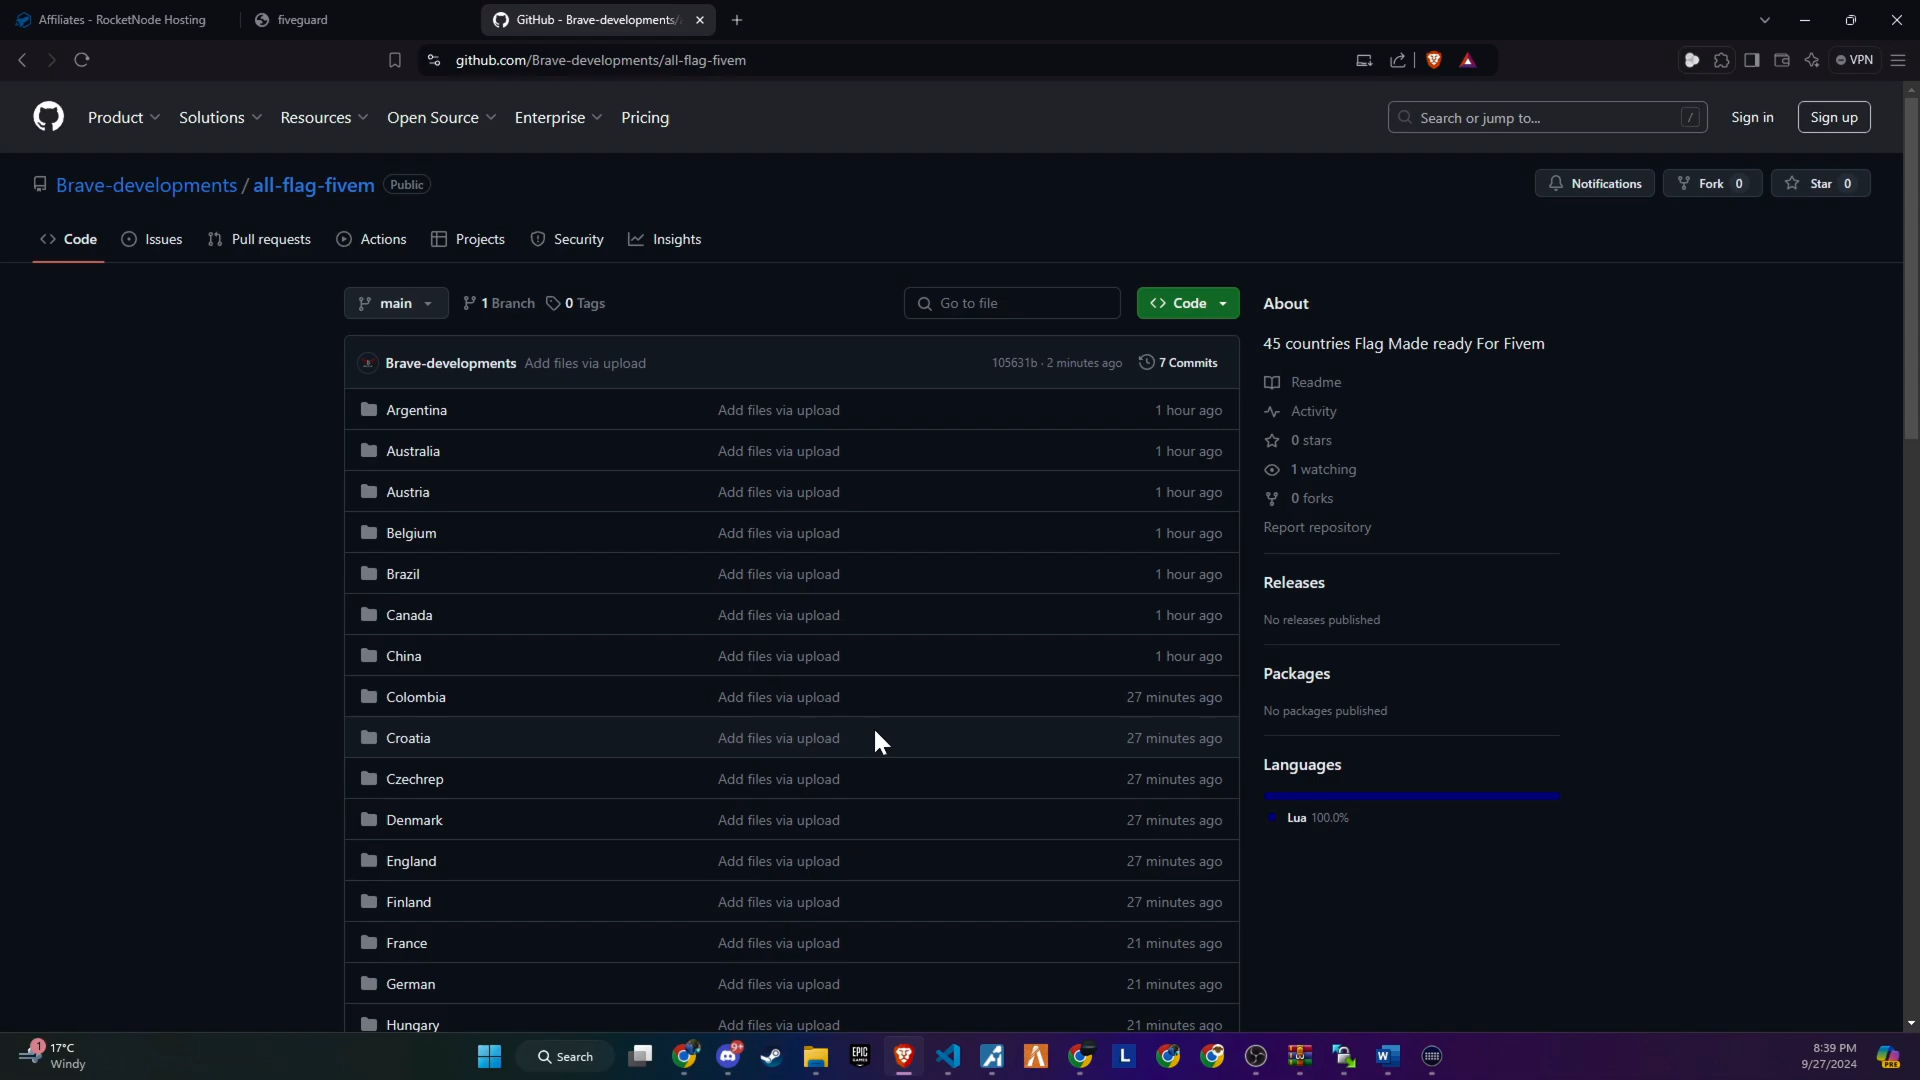 Affiliates - RocketNode Hosting
fiveguard
GitHub - Brave-developments/
github.com/Brave-developments/all-flag-fivem
VPN
Product
Solutions
Resources
Open Source
Enterprise
Pricing
Search or jump to...
/
Sign in
Sign up
Brave-developments / all-flag-fivem
Public
Notifications
Fork 0
Star 0
Code
Issues
Pull requests
Actions
Projects
Security
Insights
main
1 Branch
0 Tags
Go to file
Code
Brave-developments Add files via upload 105631b · 2 minutes ago 7 Commits
Argentina Add files via upload 1 hour ago
Australia Add files via upload 1 hour ago
Austria Add files via upload 1 hour ago
Belgium Add files via upload 1 hour ago
Brazil Add files via upload 1 hour ago
Canada Add files via upload 1 hour ago
China Add files via upload 1 hour ago
Colombia Add files via upload 27 minutes ago
Croatia Add files via upload 27 minutes ago
Czechrep Add files via upload 27 minutes ago
Denmark Add files via upload 27 minutes ago
England Add files via upload 27 minutes ago
Finland Add files via upload 27 minutes ago
France Add files via upload 21 minutes ago
German Add files via upload 21 minutes ago
Hungary Add files via upload 21 minutes ago
About
45 countries Flag Made ready For Fivem
Readme
Activity
0 stars
1 watching
0 forks
Report repository
Releases
No releases published
Packages
No packages published
Languages
Lua 100.0%
1
17°C
Windy
Search
9+
EPIC
GAMES
L
W
8:39 PM
9/27/2024
PRE